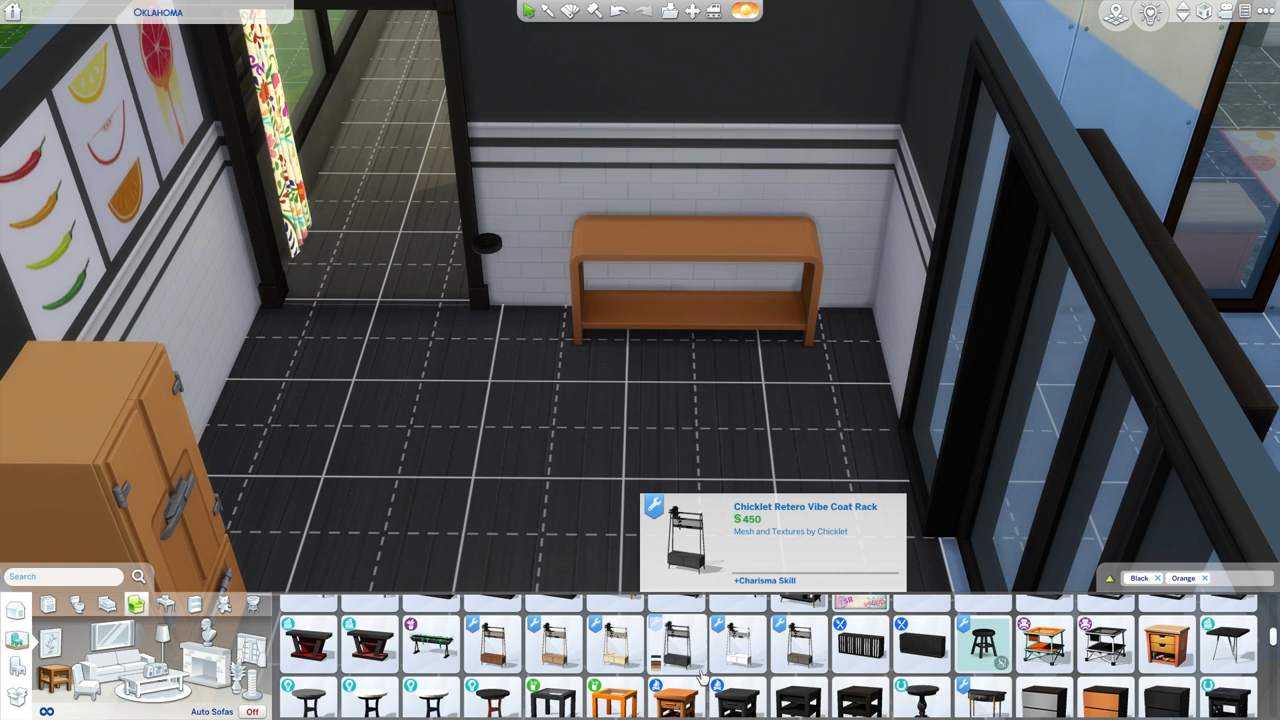 Oklahoma
Chicklet Retero Vibe Coat Rack
§450
Mesh and Textures by Chicklet
+Charisma Skill
Search
Black
Orange
Auto Sofas
Off